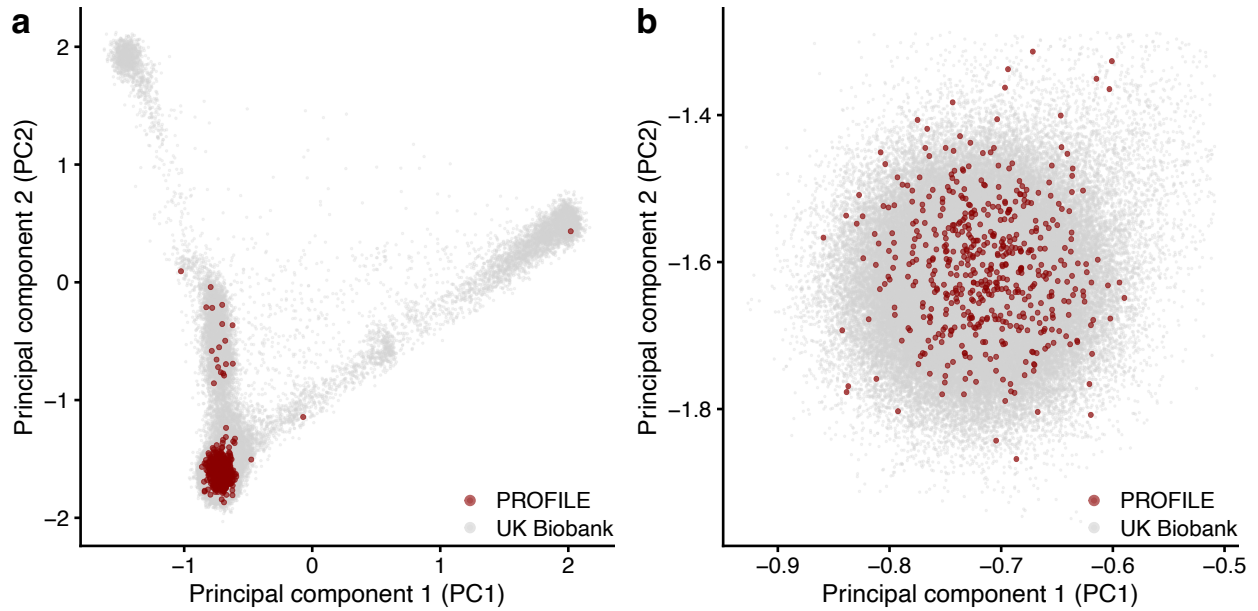 a
Principal component 2 (PC2)
2
1
0
−1
−2
−1
0
1
2
Principal component 1 (PC1)
PROFILE
UK Biobank
b
Principal component 2 (PC2)
−1.4
−1.6
−1.8
−0.9
−0.8
−0.7
−0.6
−0.5
Principal component 1 (PC1)
PROFILE
UK Biobank